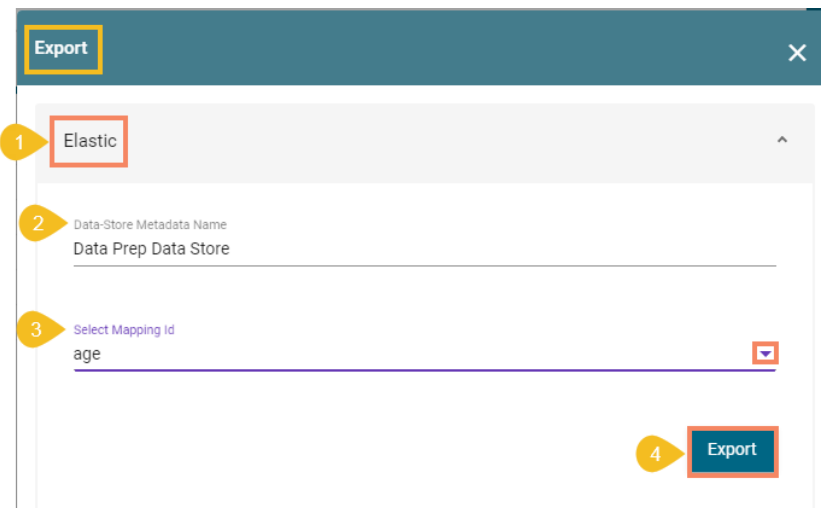 Export
1 Elastic
2 Data-Store Metadata Name
Data Prep Data Store
3 Select Mapping Id
age
4 Export